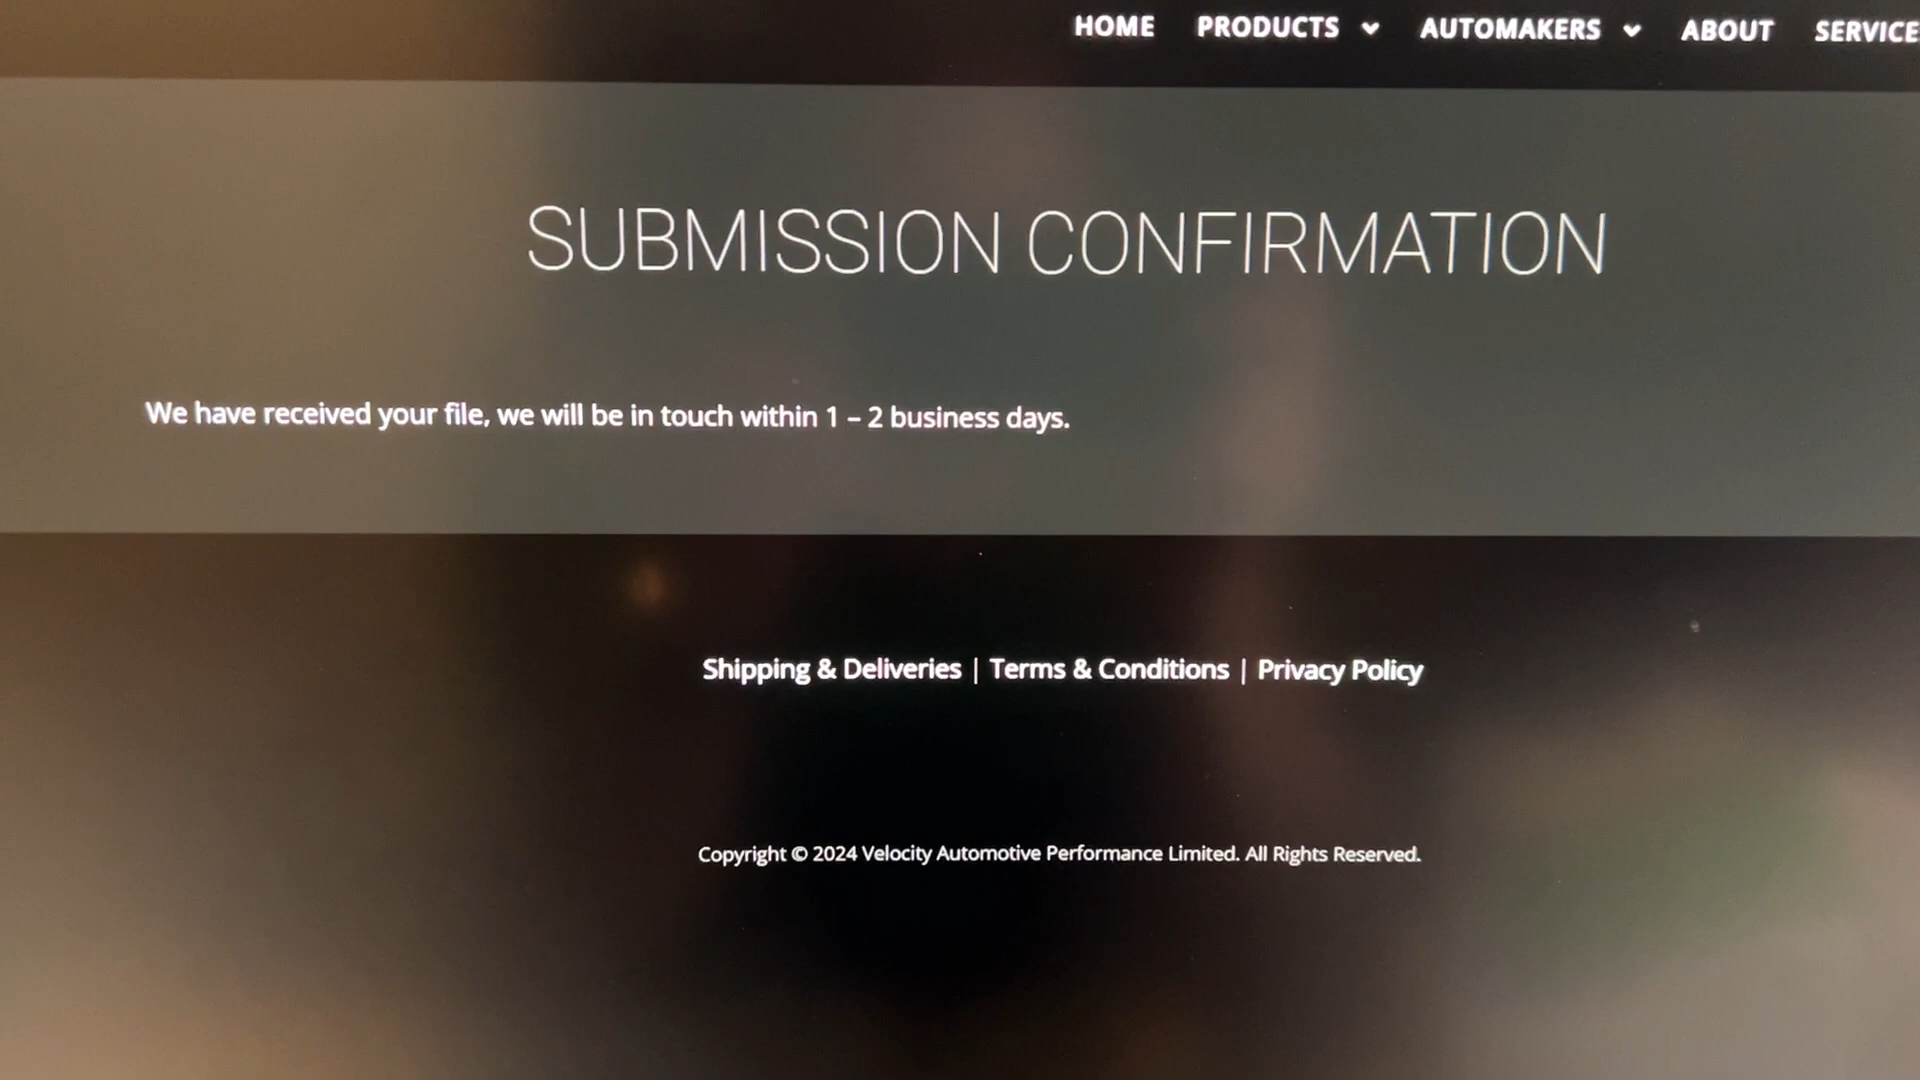 HOME PRODUCTS AUTOMAKERS ABOUT SERVICE
SUBMISSION CONFIRMATION
We have received your file, we will be in touch within 1 – 2 business days.
Shipping & Deliveries | Terms & Conditions | Privacy Policy
Copyright © 2024 Velocity Automotive Performance Limited. All Rights Reserved.